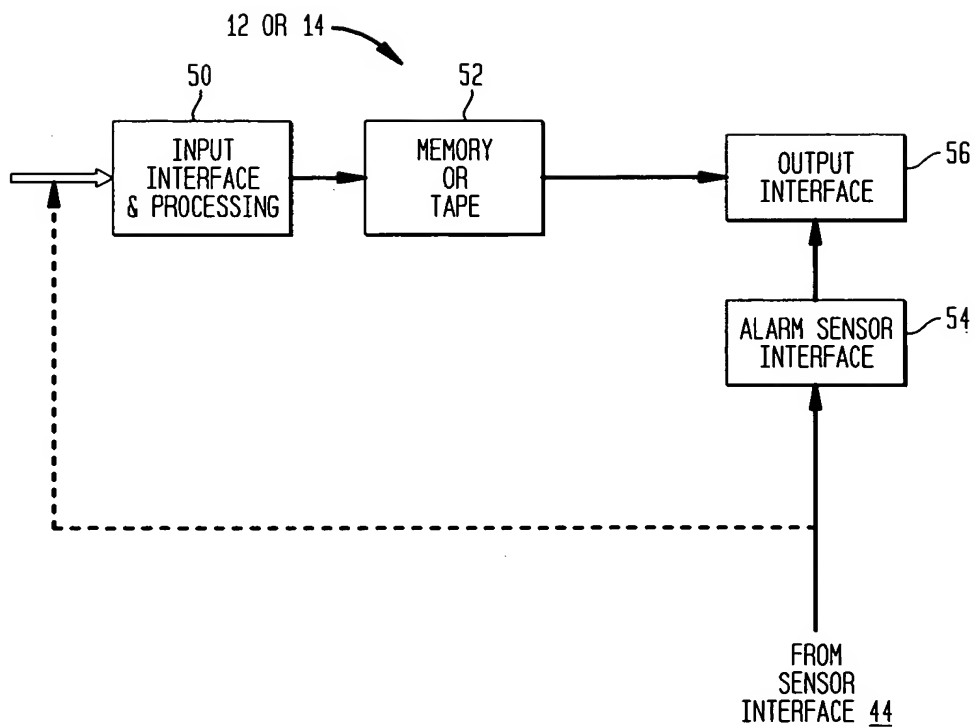 12 OR 14
50
52
INPUT
INTERFACE
& PROCESSING
MEMORY
OR
TAPE
OUTPUT
INTERFACE
56
ALARM SENSOR
INTERFACE
54
FROM
SENSOR
INTERFACE 44